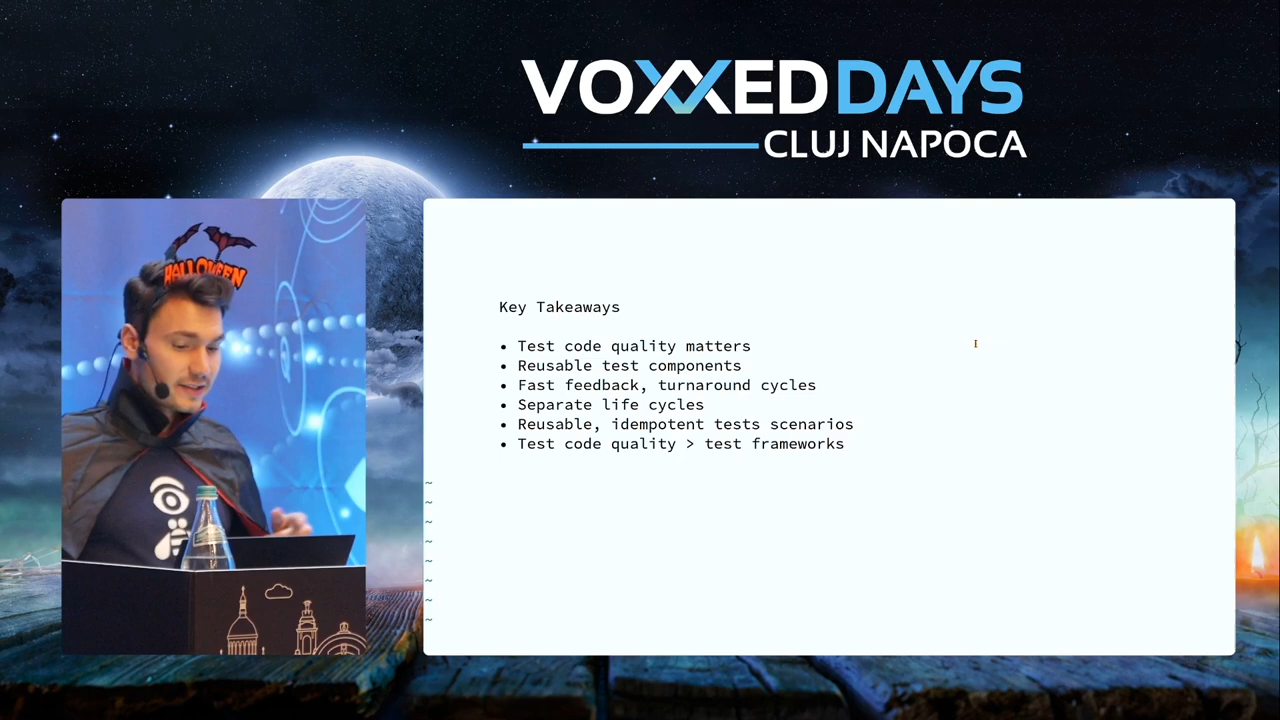 VOXXED DAYS
CLUJ NAPOCA
HALLOWEEN
Key Takeaways
• Test code quality matters
• Reusable test components
• Fast feedback, turnaround cycles
• Separate life cycles
• Reusable, idempotent tests scenarios
• Test code quality > test frameworks
~
~
~
~
~
~
~
~